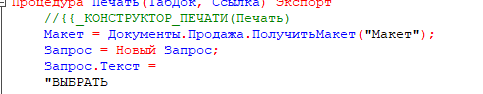 Процедура Печать(ТабДок, Ссылка) Экспорт
//{{_КОНСТРУКТОР_ПЕЧАТИ(Печать)
Макет = Документы.Продажа.ПолучитьМакет("Макет");
Запрос = Новый Запрос;
Запрос.Текст =
"ВЫБРАТЬ